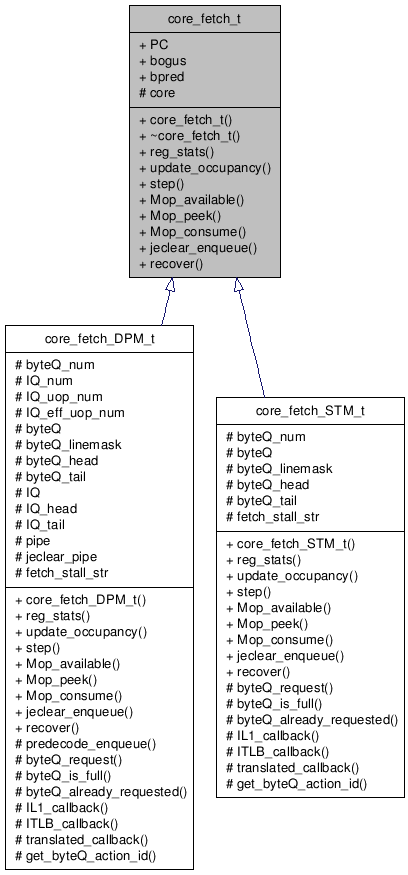 core_fetch_t
+ PC
+ bogus
+ bpred
# core
+ core_fetch_t()
+ ~core_fetch_t()
+ reg_stats()
+ update_occupancy()
+ step()
+ Mop_available()
+ Mop_peek()
+ Mop_consume()
+ jeclear_enqueue()
+ recover()
core_fetch_DPM_t
# byteQ_num
# IQ_num
# IQ_uop_num
# IQ_eff_uop_num
# byteQ
# byteQ_linemask
# byteQ_head
# byteQ_tail
# IQ
# IQ_head
# IQ_tail
# pipe
# jeclear_pipe
# fetch_stall_str
+ core_fetch_DPM_t()
+ reg_stats()
+ update_occupancy()
+ step()
+ Mop_available()
+ Mop_peek()
+ Mop_consume()
+ jeclear_enqueue()
+ recover()
# predecode_enqueue()
# byteQ_request()
# byteQ_is_full()
# byteQ_already_requested()
# IL1_callback()
# ITLB_callback()
# translated_callback()
# get_byteQ_action_id()
core_fetch_STM_t
# byteQ_num
# byteQ
# byteQ_linemask
# byteQ_head
# byteQ_tail
# fetch_stall_str
+ core_fetch_STM_t()
+ reg_stats()
+ update_occupancy()
+ step()
+ Mop_available()
+ Mop_peek()
+ Mop_consume()
+ jeclear_enqueue()
+ recover()
# byteQ_request()
# byteQ_is_full()
# byteQ_already_requested()
# IL1_callback()
# ITLB_callback()
# translated_callback()
# get_byteQ_action_id()